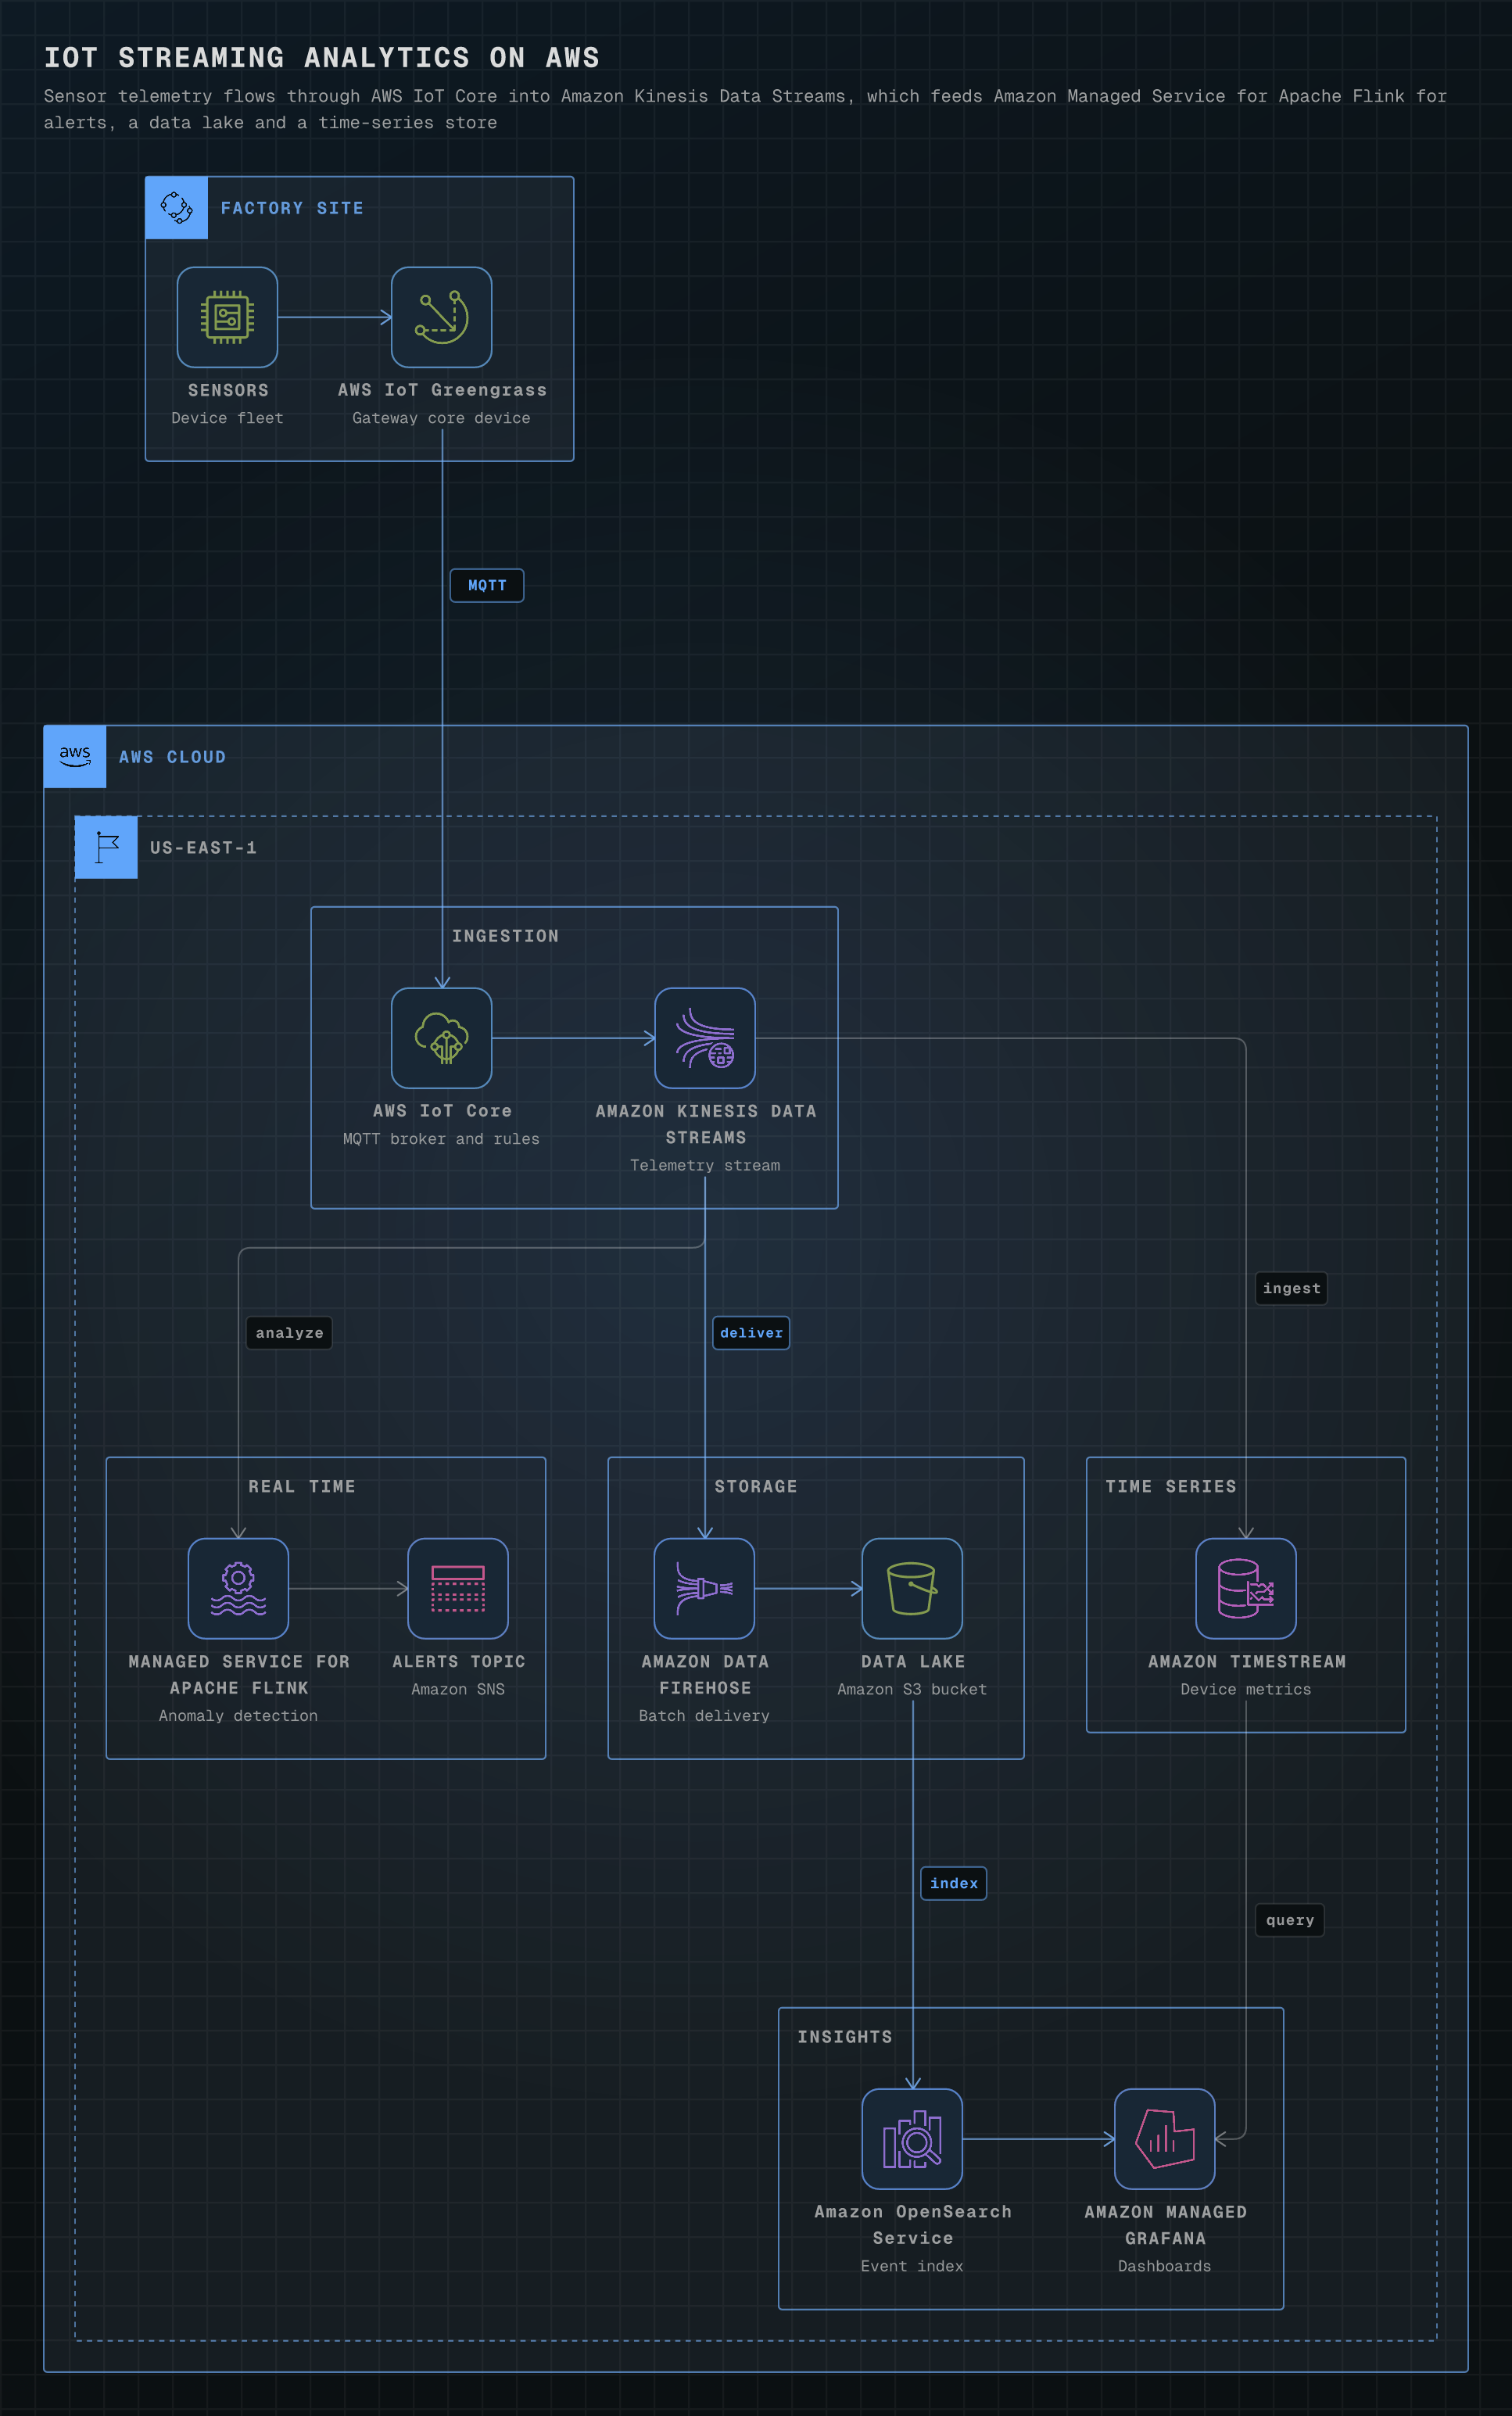 IOT STREAMING ANALYTICS ON AWS
Sensor telemetry flows through AWS IoT Core into Amazon Kinesis Data Streams, which feeds Amazon Managed Service for Apache Flink for
alerts, a data lake and a time-series store
FACTORY SITE
SENSORS
Device fleet
AWS IoT Greengrass
Gateway core device
MQTT
aws
AWS CLOUD
US-EAST-1
INGESTION
AWS IoT Core
MQTT broker and rules
AMAZON KINESIS DATA
STREAMS
Telemetry stream
ingest
analyze
deliver
REAL TIME
MANAGED SERVICE FOR
APACHE FLINK
Anomaly detection
ALERTS TOPIC
Amazon SNS
STORAGE
AMAZON DATA
FIREHOSE
Batch delivery
DATA LAKE
Amazon S3 bucket
TIME SERIES
AMAZON TIMESTREAM
Device metrics
index
query
INSIGHTS
Amazon OpenSearch
Service
Event index
AMAZON MANAGED
GRAFANA
Dashboards